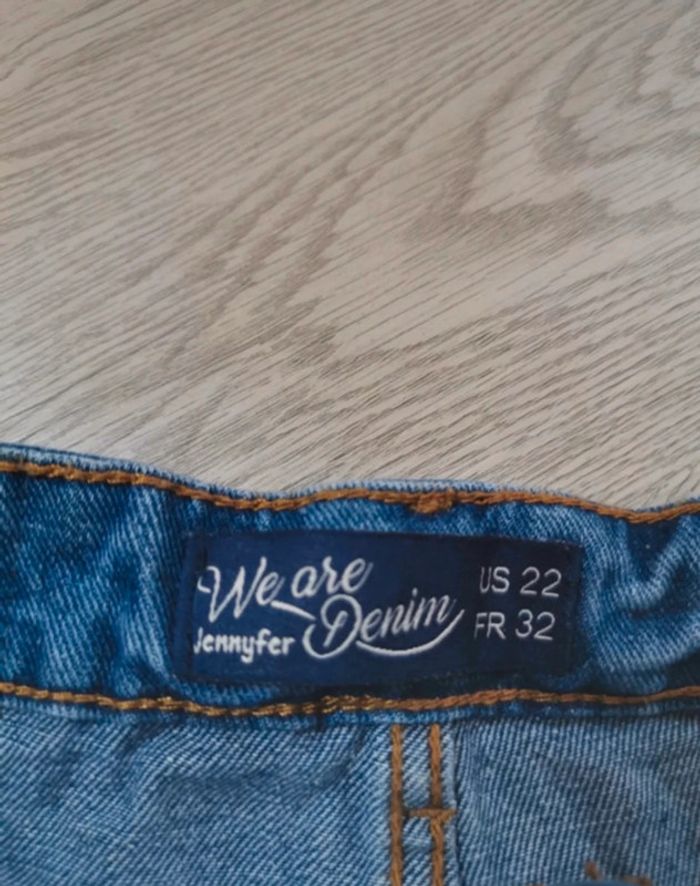 We are
Jennyfer Denim
US 22
FR 32